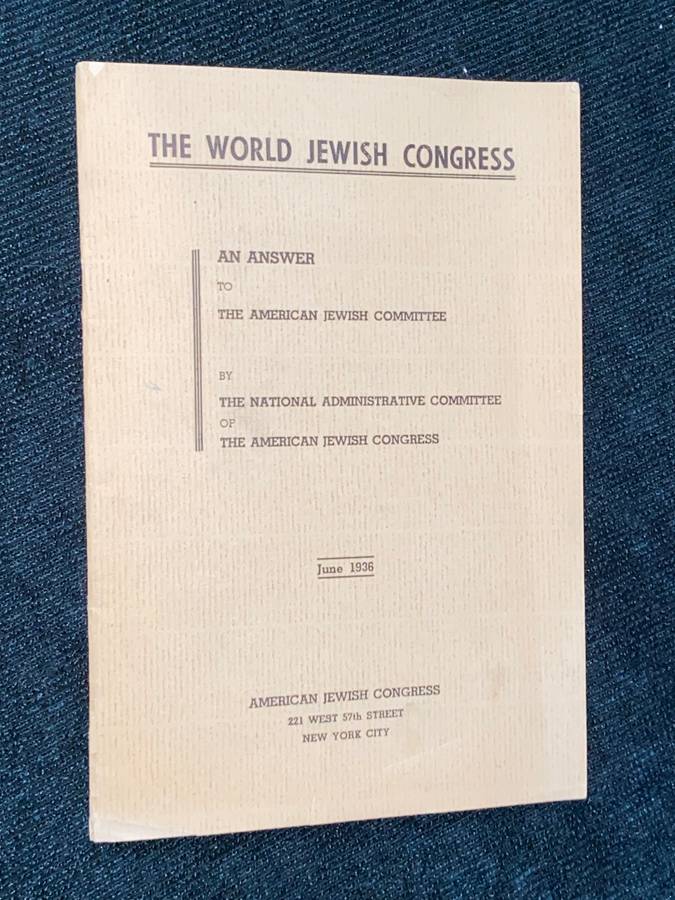 THE WORLD JEWISH CONGRESS
AN ANSWER
TO
THE AMERICAN JEWISH COMMITTEE
BY
THE NATIONAL ADMINISTRATIVE COMMITTEE
OF
THE AMERICAN JEWISH CONGRESS
June 1936
AMERICAN JEWISH CONGRESS
221 WEST 57th STREET
NEW YORK CITY